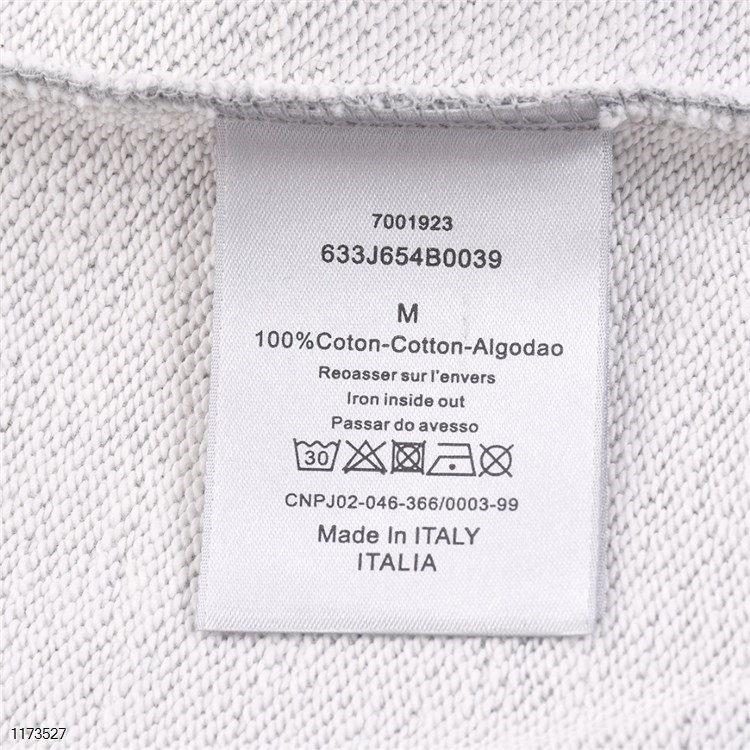 7001923
633J654B0039
M
100%Coton-Cotton-Algodao
Reoasser sur l'envers
Iron inside out
Passar do avesso
30
CNPJ02-046-366/0003-99
Made In ITALY
ITALIA
1173527